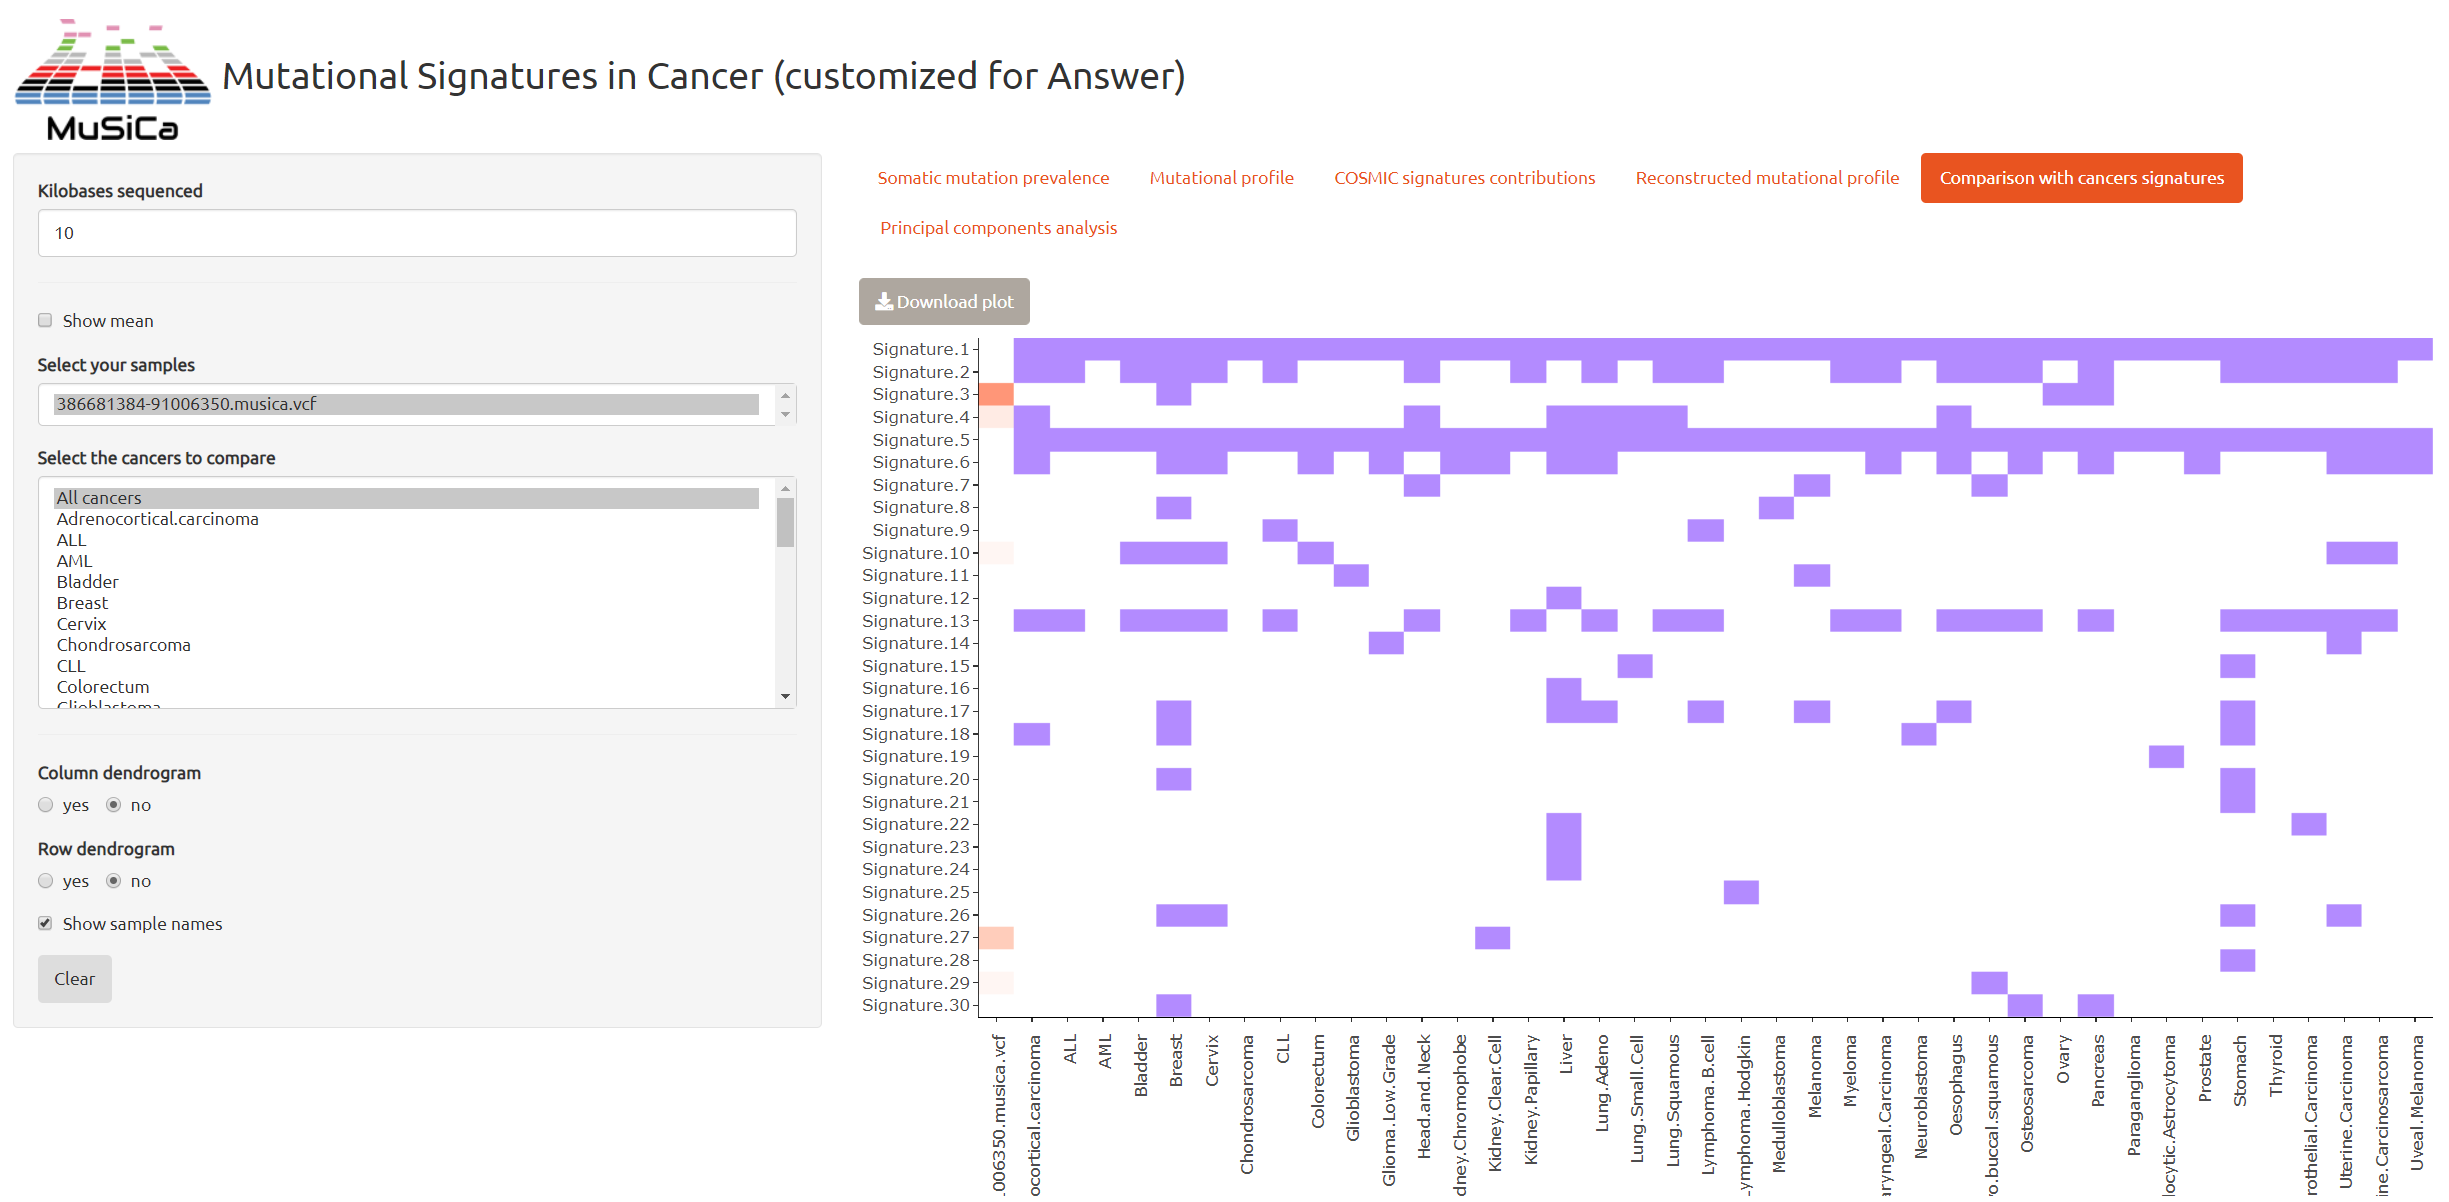 MuSiCa
Mutational Signatures in Cancer (customized for Answer)
Kilobases sequenced
10
Show mean
Select your samples
386681384-91006350.musica.vcf
Select the cancers to compare
All cancers
Adrenocortical.carcinoma
ALL
AML
Bladder
Breast
Cervix
Chondrosarcoma
CLL
Colorectum
Glioblastoma
Column dendrogram
yes no
Row dendrogram
yes no
Show sample names
Clear
Somatic mutation prevalence Mutational profile COSMIC signatures contributions Reconstructed mutational profile Comparison with cancers signatures
Principal components analysis
Download plot
Signature.1
Signature.2
Signature.3
Signature.4
Signature.5
Signature.6
Signature.7
Signature.8
Signature.9
Signature.10
Signature.11
Signature.12
Signature.13
Signature.14
Signature.15
Signature.16
Signature.17
Signature.18
Signature.19
Signature.20
Signature.21
Signature.22
Signature.23
Signature.24
Signature.25
Signature.26
Signature.27
Signature.28
Signature.29
Signature.30
1006350.musica.vcf
ocortical.carcinoma
ALL
AML
Bladder
Breast
Cervix
Chondrosarcoma
CLL
Colorectum
Glioblastoma
Glioma.Low.Grade
Head.and.Neck
dney.Chromophobe
Kidney.Clear.Cell
Kidney.Papillary
Liver
Lung.Adeno
Lung.Small.Cell
Lung.Squamous
Lymphoma.B.cell
ymphoma.Hodgkin
Medulloblastoma
Melanoma
Myeloma
aryngeal.Carcinoma
Neuroblastoma
Oesophagus
o.buccal.squamous
Osteosarcoma
Ovary
Pancreas
Paraganglioma
locytic.Astrocytoma
Prostate
Stomach
Thyroid
rothelial.Carcinoma
Uterine.Carcinoma
ine.Carcinosarcoma
Uveal.Melanoma